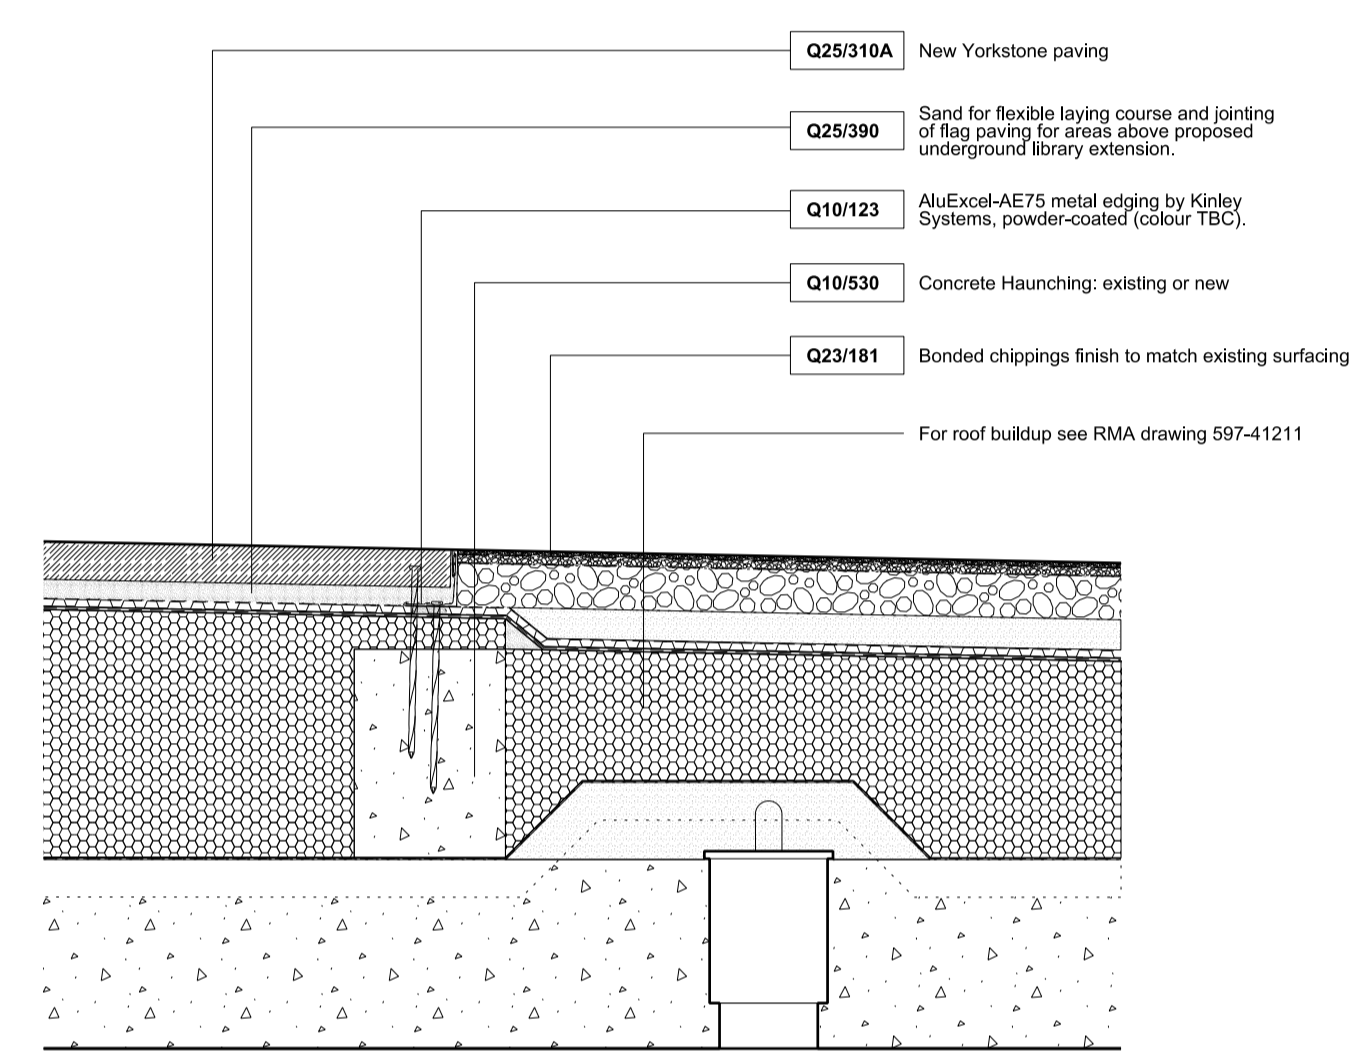 Q25/310A New Yorkstone paving
Q25/390 Sand for flexible laying course and jointing
of flag paving for areas above proposed
underground library extension.
Q10/123 AluExcel-AE75 metal edging by Kinley
Systems, powder-coated (colour TBC).
Q10/530 Concrete Haunching: existing or new
Q23/181 Bonded chippings finish to match existing surfacing
For roof buildup see RMA drawing 597-41211